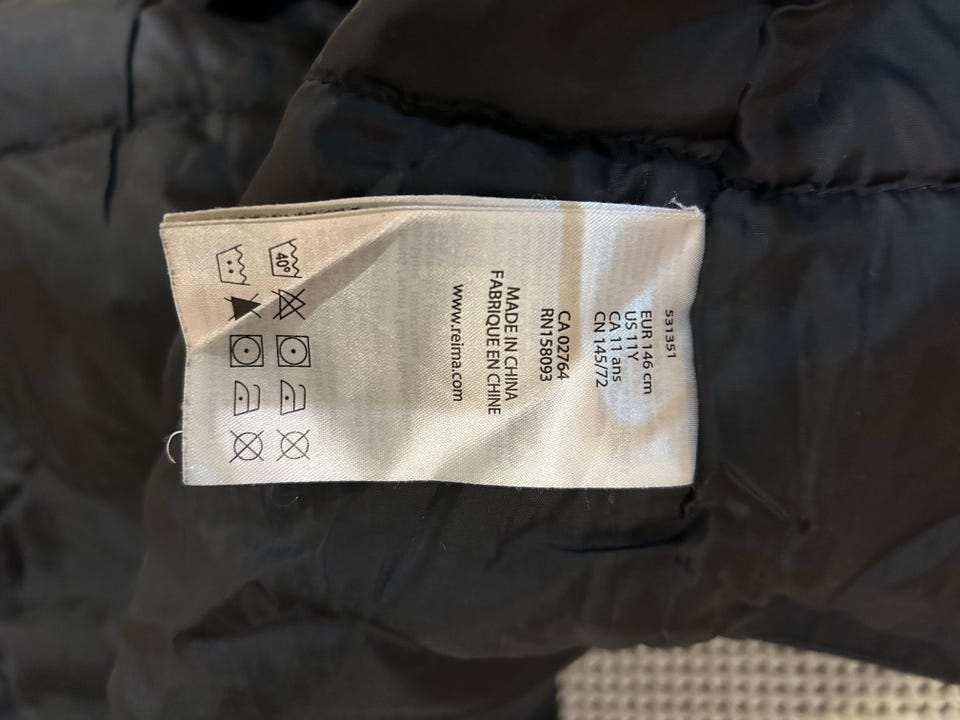 531351
EUR 146 cm
US 11Y
CA 11 ans
CN 145/72
CA 02764
RN158093
MADE IN CHINA
FABRIQUE EN CHINE
www.reima.com
40°